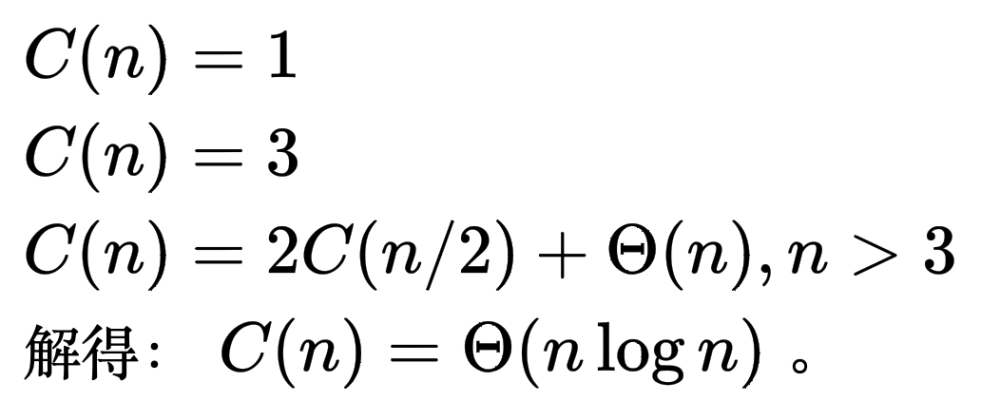 C(n) = 1
C(n) = 3
C(n) = 2C(n/2) + Θ(n), n > 3
解得： C(n) = Θ(n log n) 。